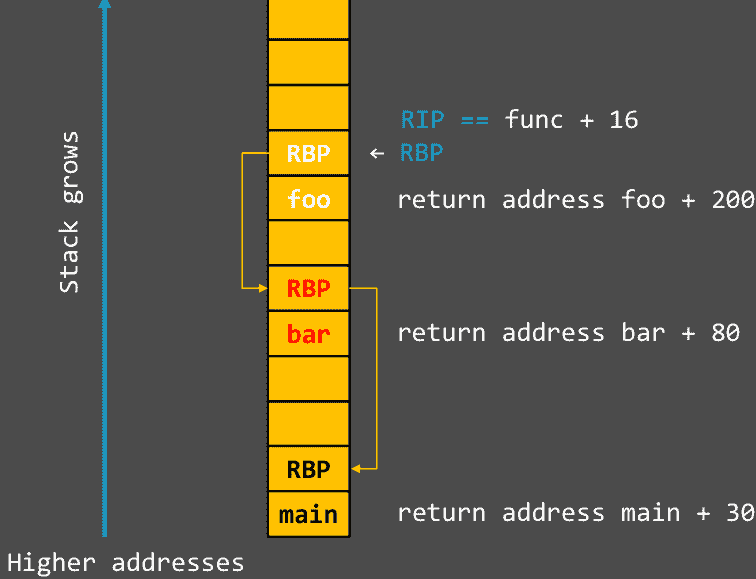 Stack grows
RIP == func + 16
RBP ← RBP
foo return address foo + 200
RBP
bar return address bar + 80
RBP
main return address main + 30
Higher addresses